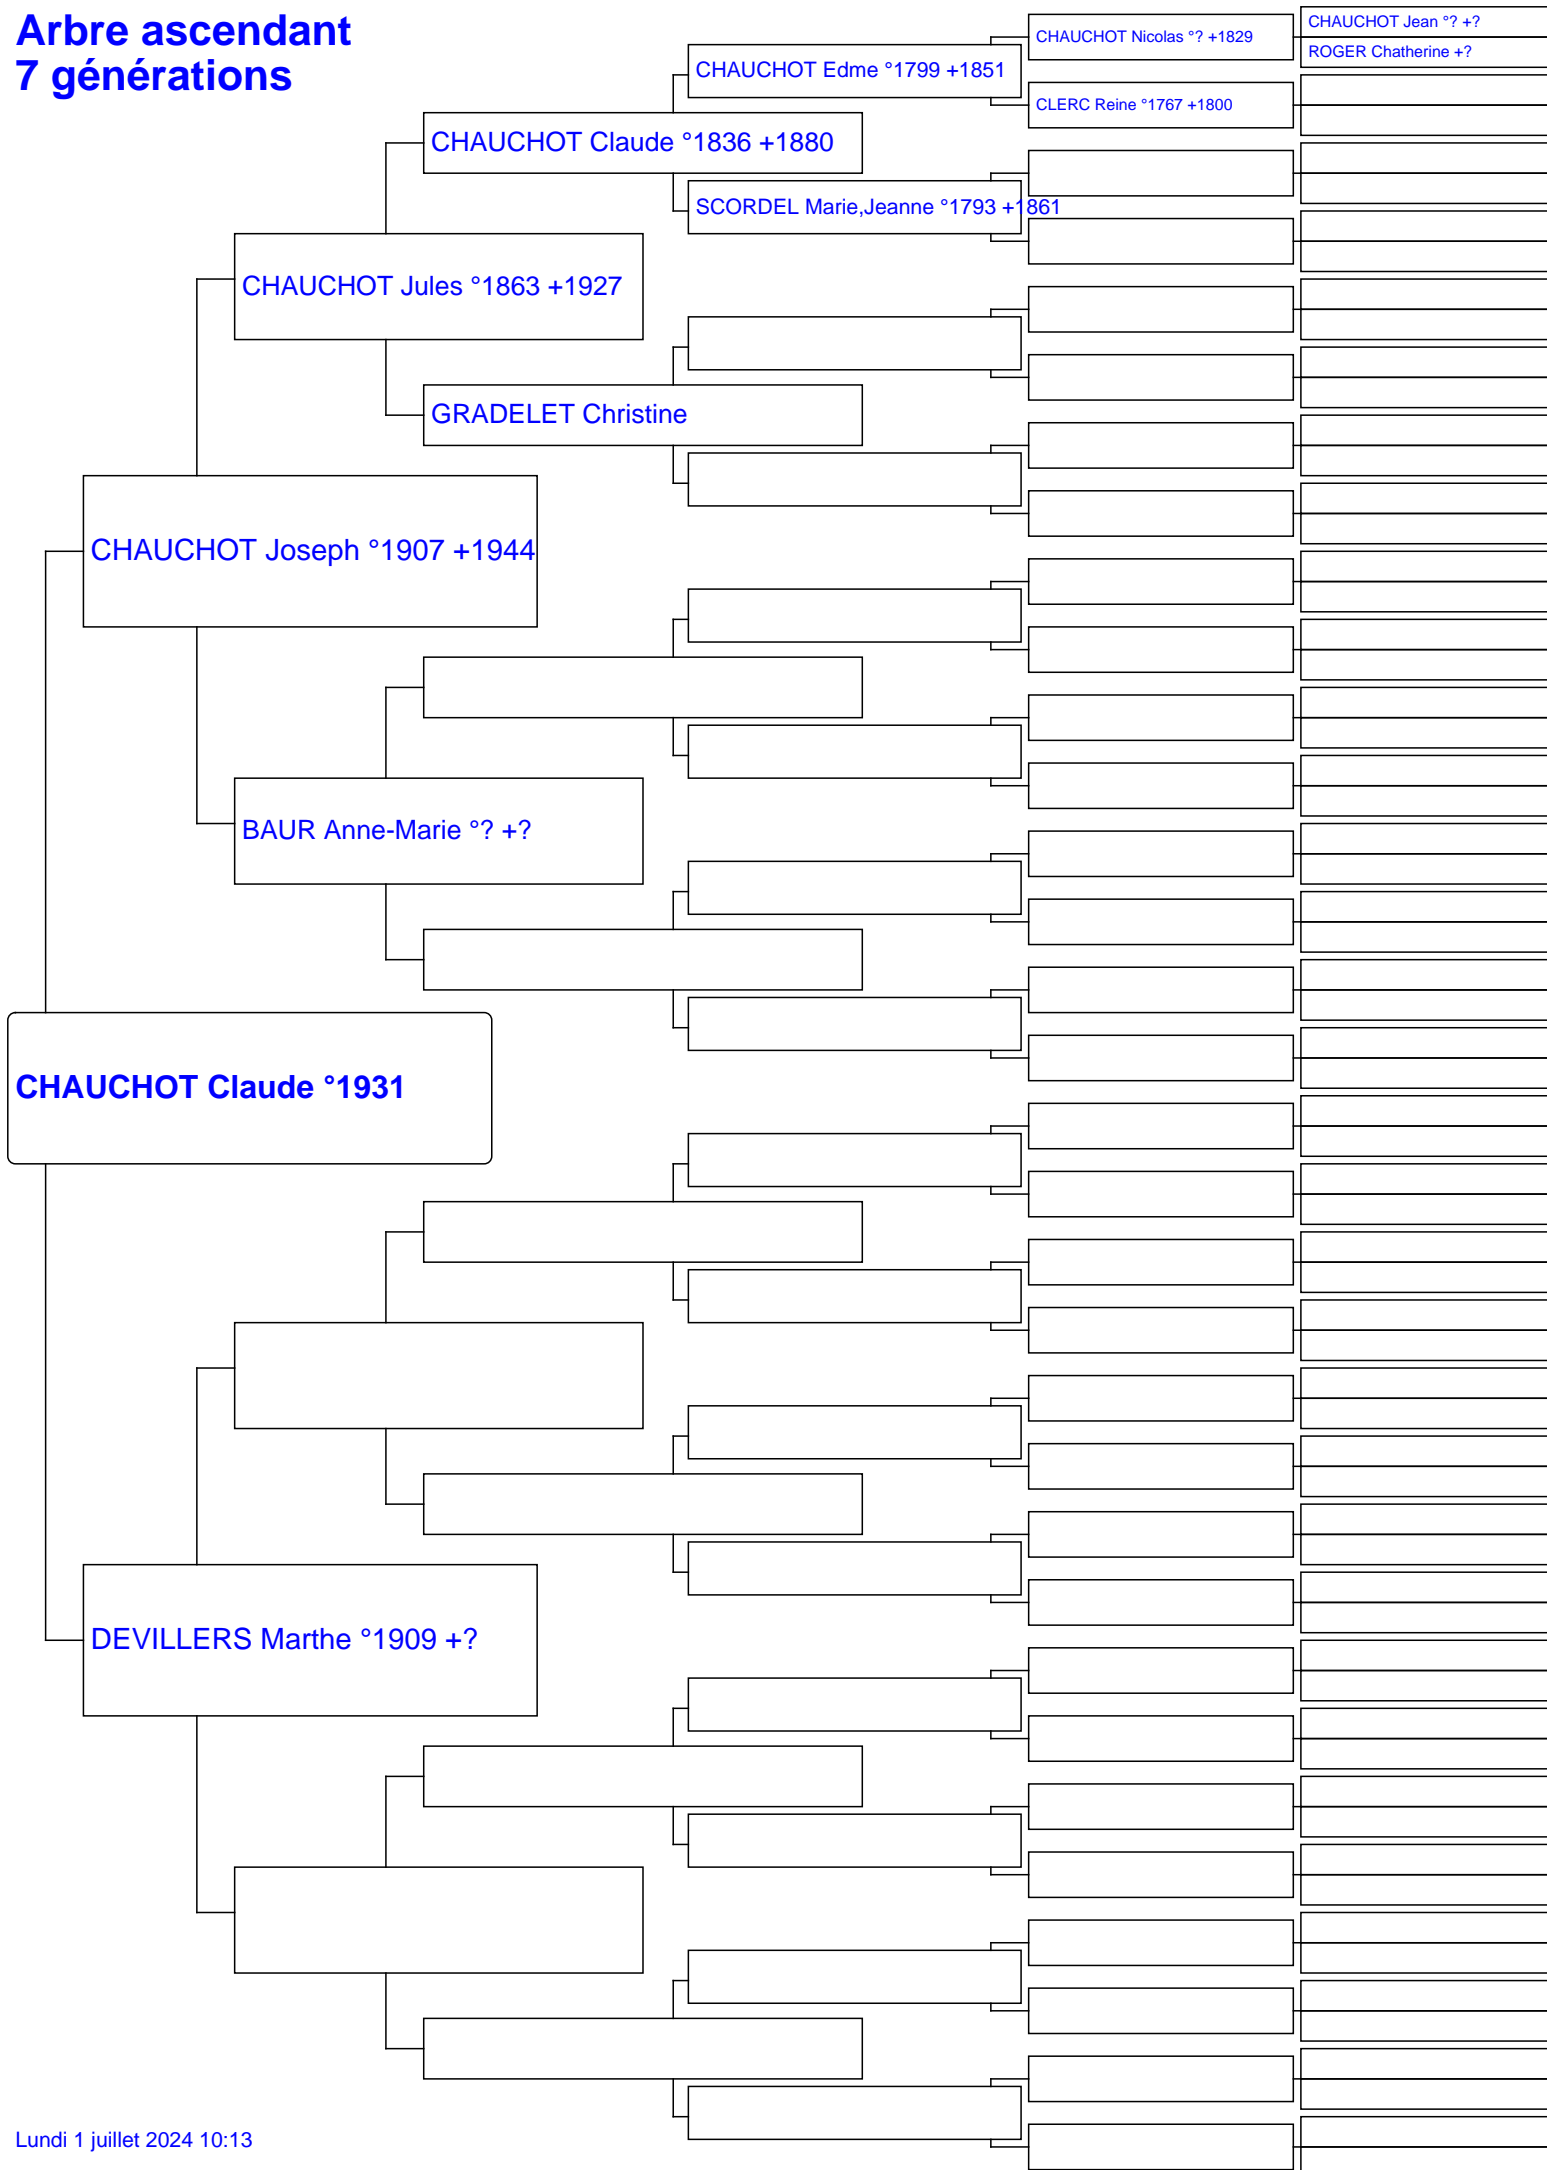 Arbre ascendant
7 générations
CHAUCHOT Jean °? +?
CHAUCHOT Nicolas °? +1829
ROGER Chatherine +?
CHAUCHOT Edme °1799 +1851
CLERC Reine °1767 +1800
CHAUCHOT Claude °1836 +1880
SCORDEL Marie,Jeanne °1793 +1861
CHAUCHOT Jules °1863 +1927
GRADELET Christine
CHAUCHOT Joseph °1907 +1944
BAUR Anne-Marie °? +?
CHAUCHOT Claude °1931
DEVILLERS Marthe °1909 +?
Lundi 1 juillet 2024 10:13